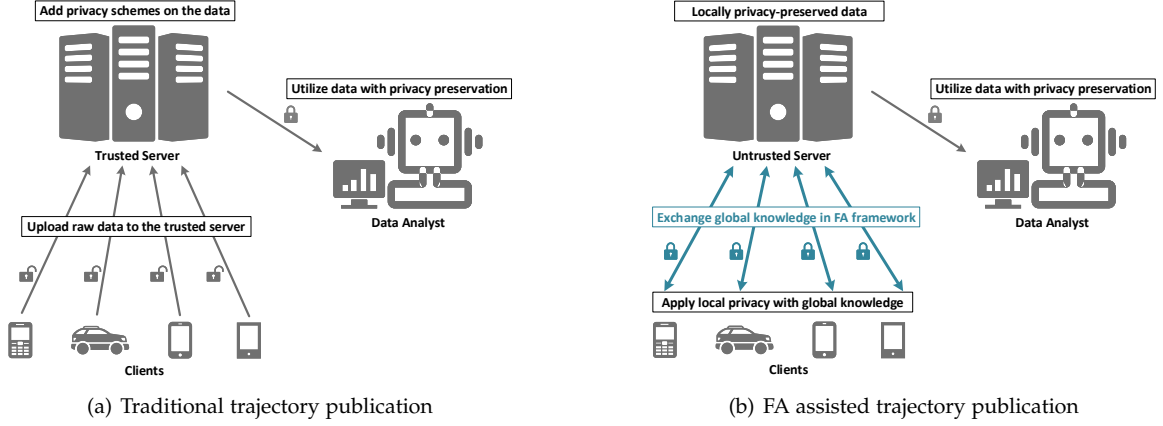 Add privacy schemes on the data
Utilize data with privacy preservation
Trusted Server
Data Analyst
Upload raw data to the trusted server
Clients
(a) Traditional trajectory publication
Locally privacy-preserved data
Utilize data with privacy preservation
Untrusted Server
Data Analyst
Exchange global knowledge in FA framework
Apply local privacy with global knowledge
Clients
(b) FA assisted trajectory publication